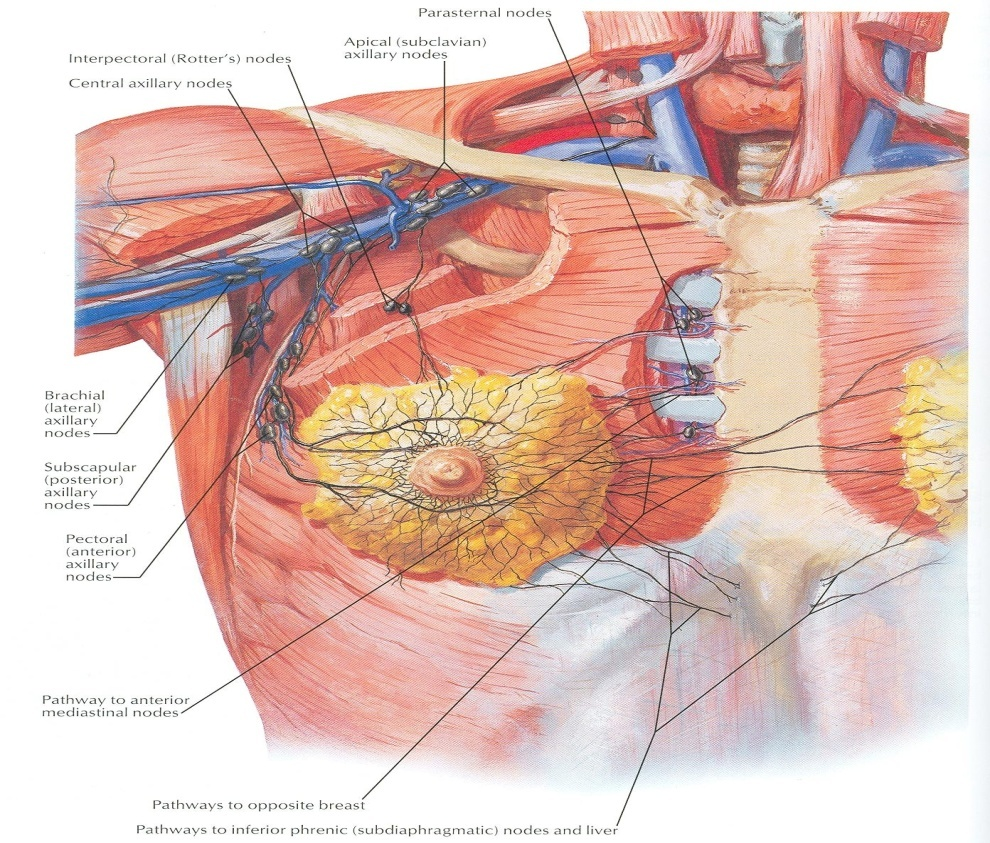 Parasternal nodes
Apical (subclavian)
axillary nodes
Interpectoral (Rotter's) nodes
Central axillary nodes
Brachial
(lateral)
axillary
nodes
Subscapular
(posterior)
axillary
nodes
Pectoral
(anterior)
axillary
nodes
Pathway to anterior
mediastinal nodes
Pathways to opposite breast
Pathways to inferior phrenic (subdiaphragmatic) nodes and liver